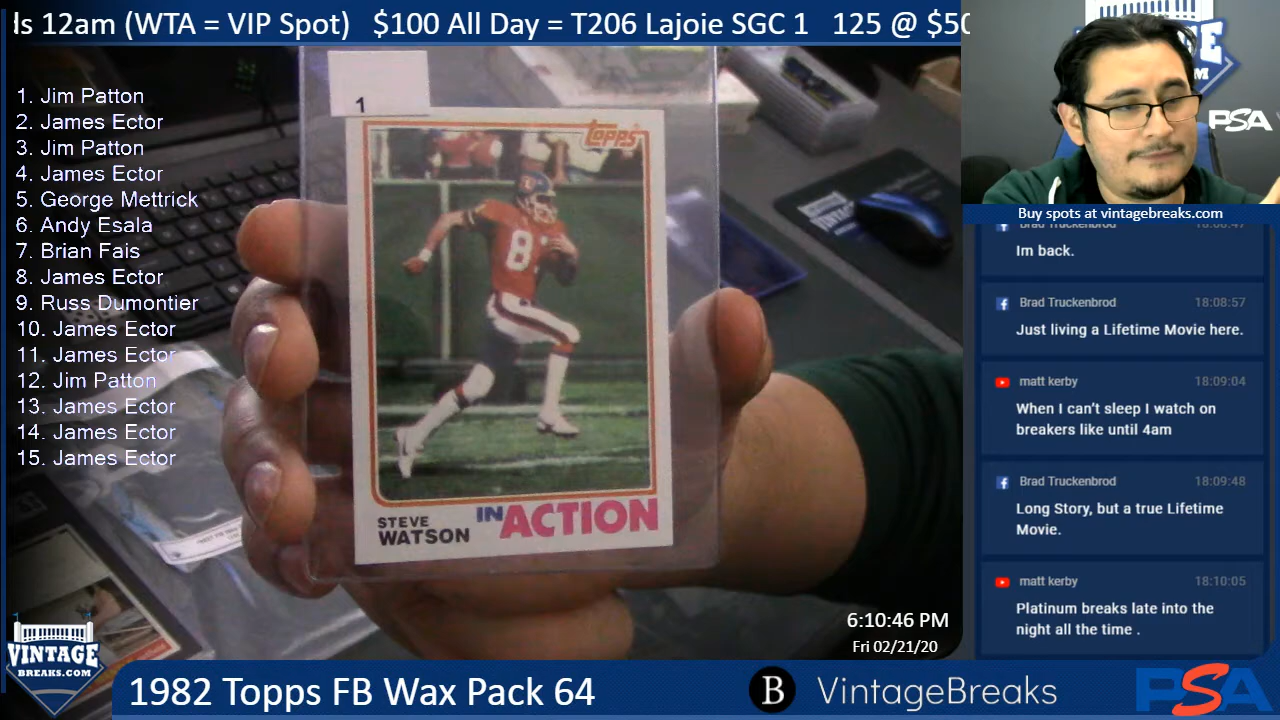 ls 12am (WTA = VIP Spot) $100 All Day = T206 Lajoie SGC 1 125 @ $50
1. Jim Patton
2. James Ector
3. Jim Patton
4. James Ector
5. George Mettrick
6. Andy Esala
7. Brian Fais
8. James Ector
9. Russ Dumontier
10. James Ector
11. James Ector
12. Jim Patton
13. James Ector
14. James Ector
15. James Ector
1
TOPPS
8
STEVE
WATSON
IN ACTION
PSA
Buy spots at vintagebreaks.com
Brad Truckenbrod 18:08:47
Im back.
Brad Truckenbrod 18:08:57
Just living a Lifetime Movie here.
matt kerby 18:09:04
When I can't sleep I watch on
breakers like until 4am
Brad Truckenbrod 18:09:48
Long Story, but a true Lifetime
Movie.
matt kerby 18:10:05
Platinum breaks late into the
night all the time .
6:10:46 PM
Fri 02/21/20
VINTAGE
BREAKS.COM
1982 Topps FB Wax Pack 64
B VintageBreaks
PSA